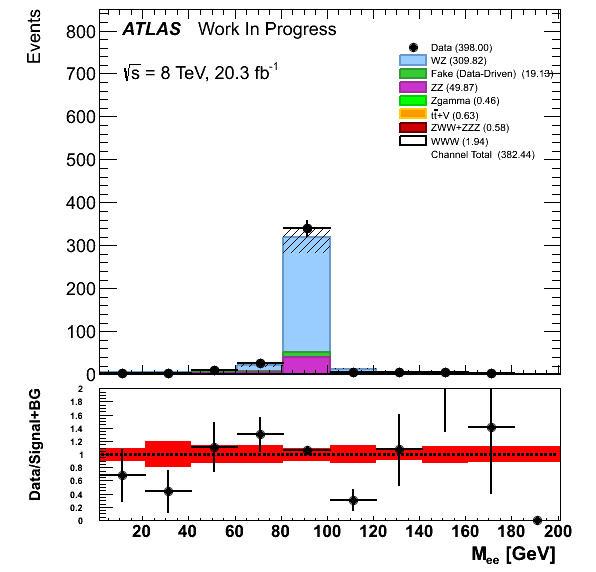 Events
ATLAS Work In Progress
√s = 8 TeV, 20.3 fb⁻¹
Data (398.00)
WZ (309.82)
Fake (Data-Driven) (19.13)
ZZ (49.87)
Zgamma (0.46)
tt̄+V (0.63)
ZWW+ZZZ (0.58)
WWW (1.94)
Channel Total (382.44)
800
700
600
500
400
300
200
100
0
Data/Signal+BG
2
1.8
1.6
1.4
1.2
1
0.8
0.6
0.4
0.2
0
20 40 60 80 100 120 140 160 180 200
Mee [GeV]